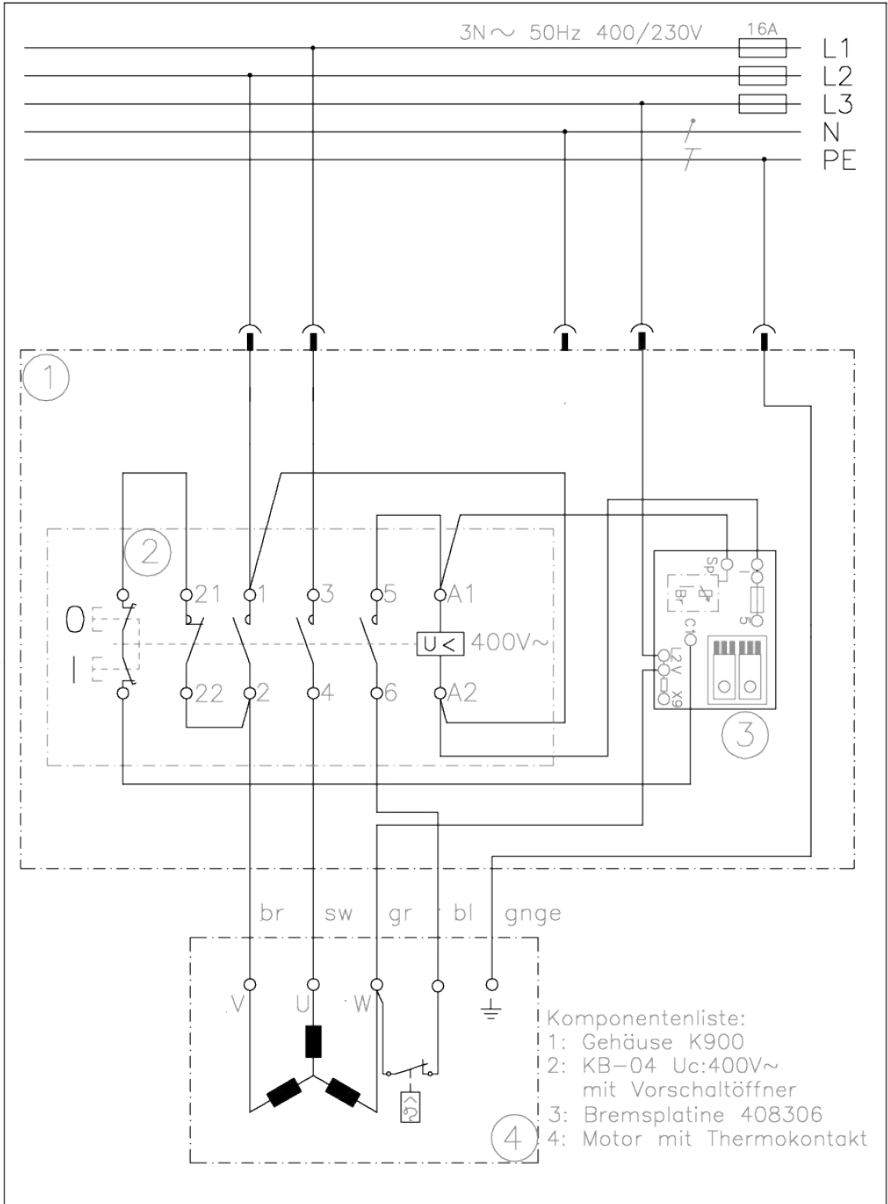 3N~ 50Hz 400/230V
16A
L1
L2
L3
N
PE
1
2
O
I
21
1
3
5
A1
U< 400V~
22
2
4
6
A2
Sp
I
Br
5
C1
L2
V
X9
3
br sw gr bl gnge
V
U
W
4
Komponentenliste:
1: Gehäuse K900
2: KB-04 Uc:400V~
mit Vorschaltöffner
3: Bremsplatine 408306
4: Motor mit Thermokontakt